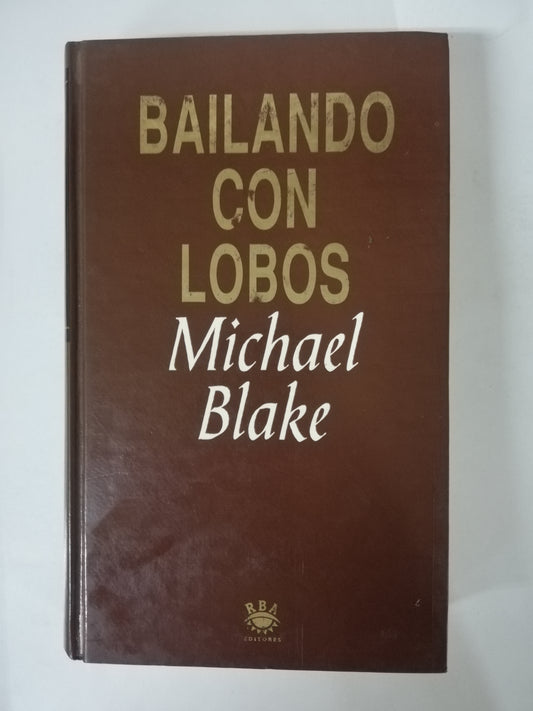 BAILANDO
CON
LOBOS
Michael
Blake
RBA
EDITORES